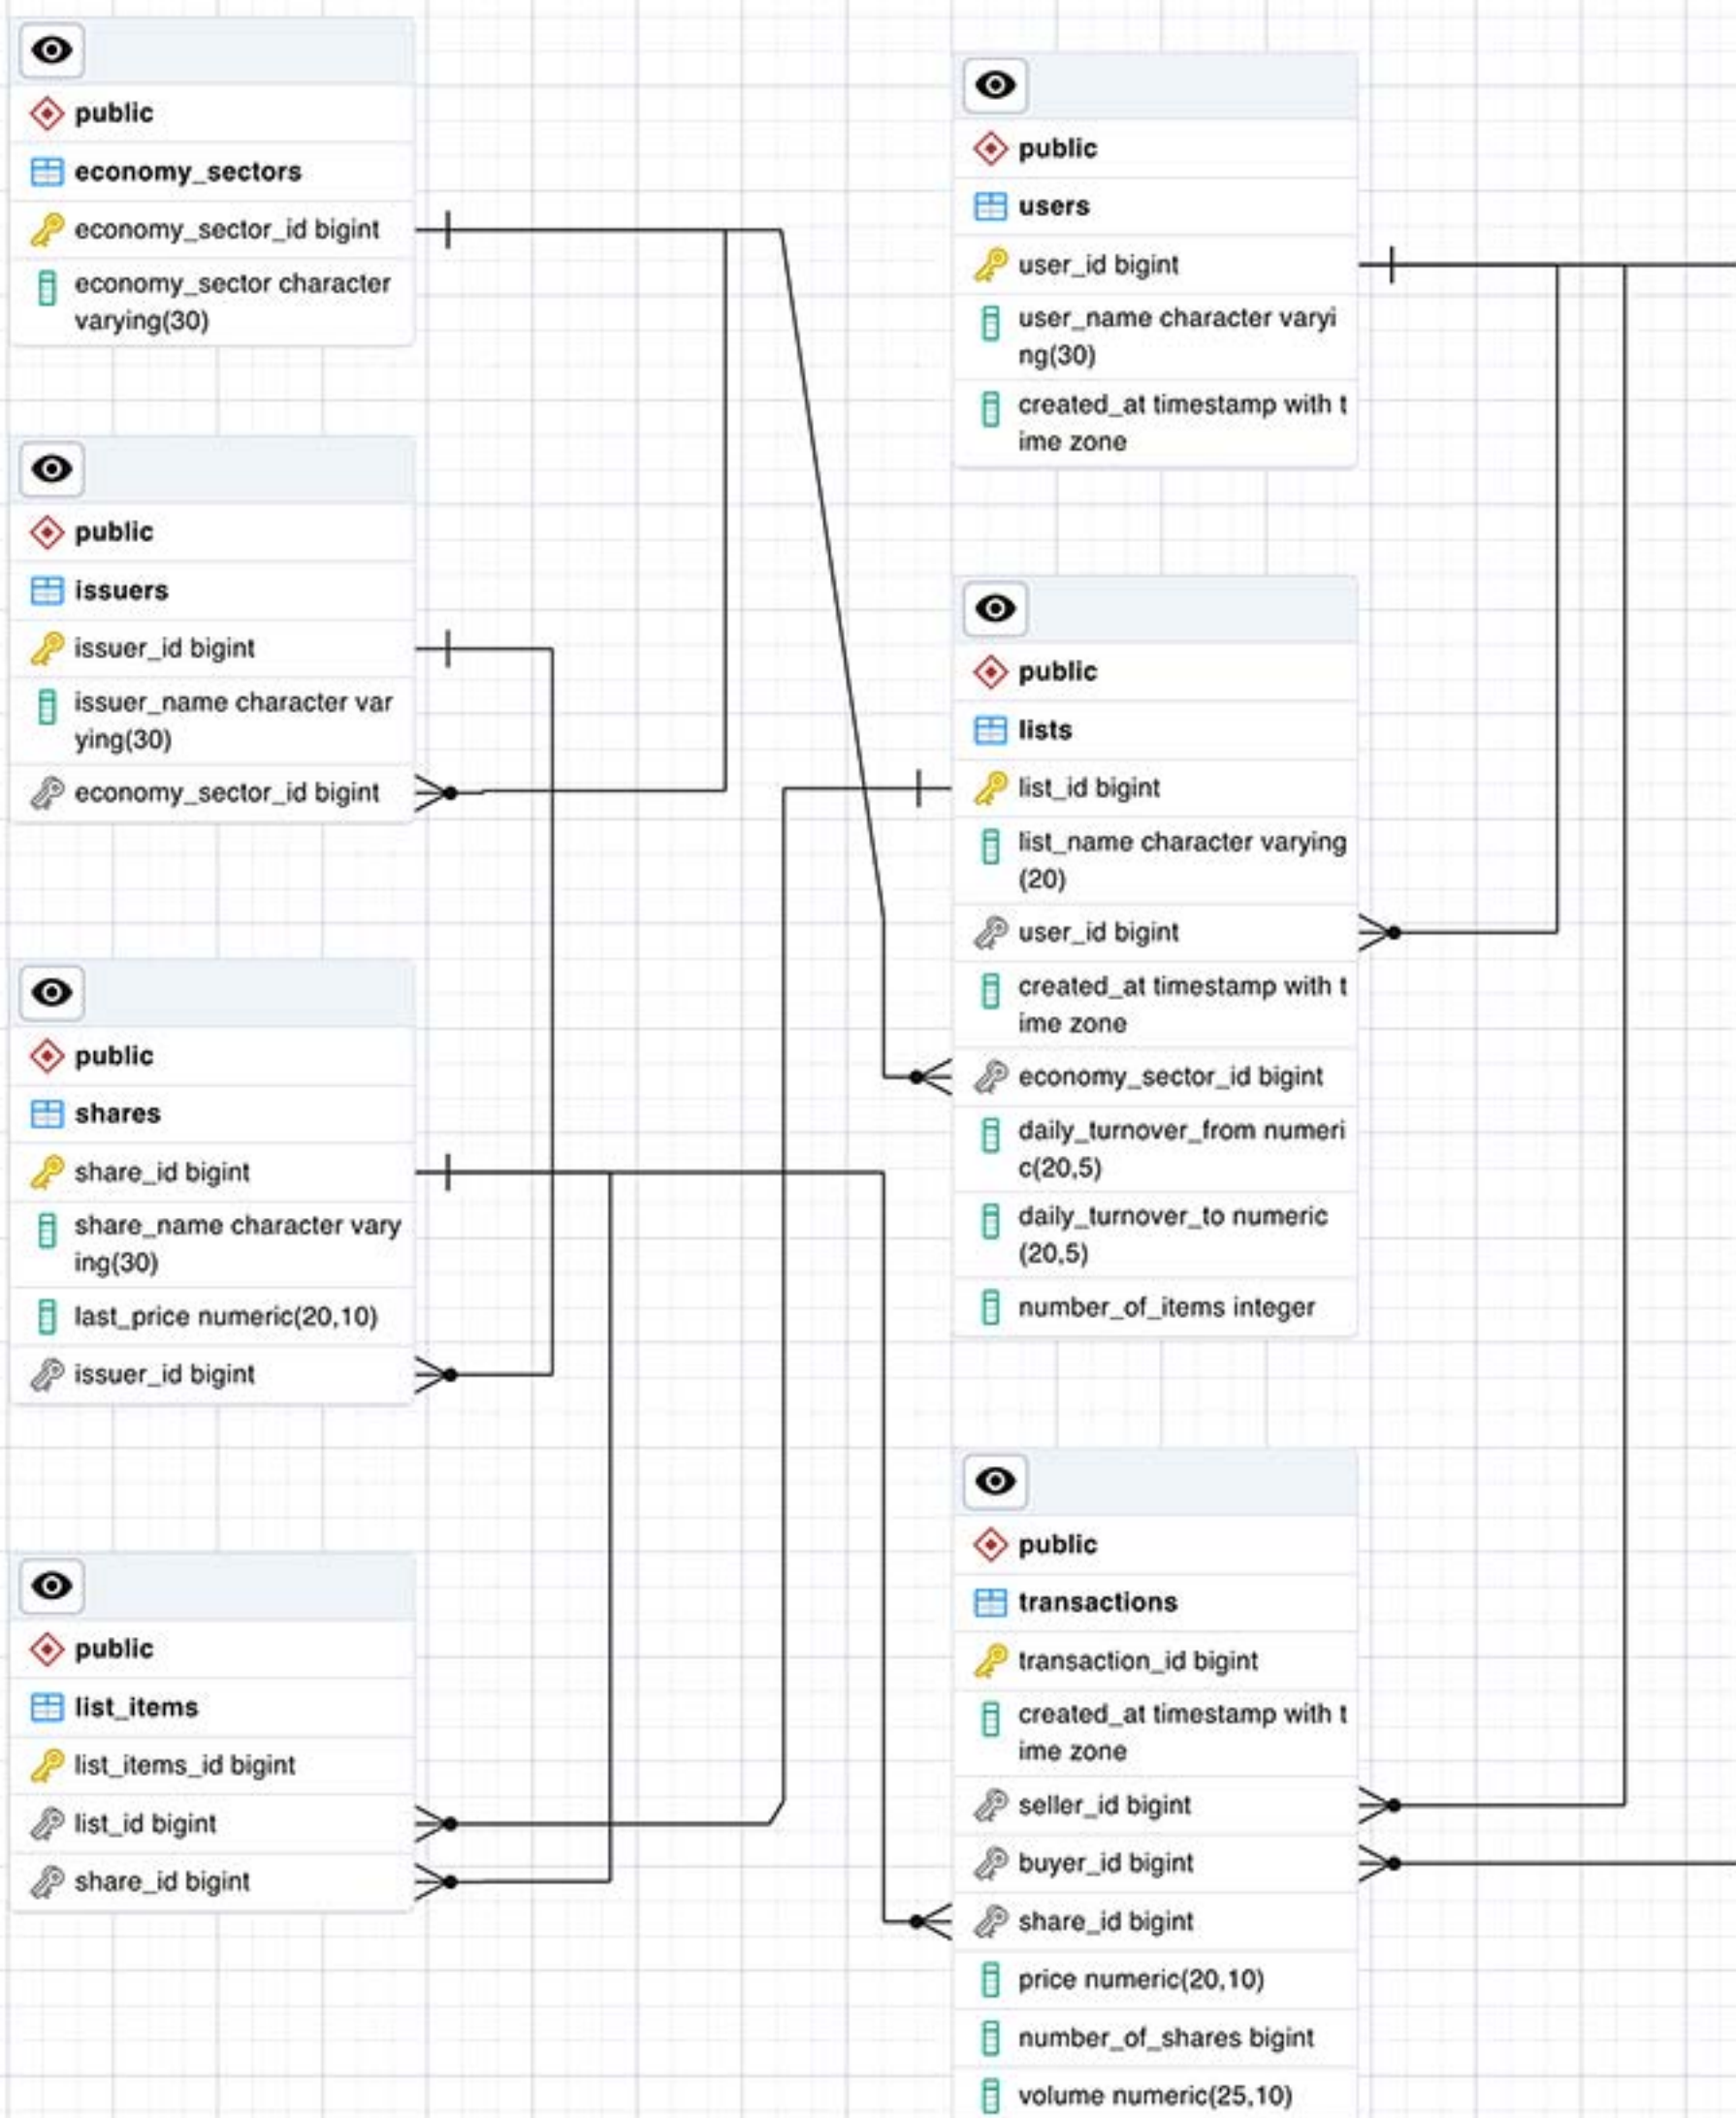 public
economy_sectors
economy_sector_id bigint
economy_sector character
varying(30)
public
issuers
issuer_id bigint
issuer_name character var
ying(30)
economy_sector_id bigint
public
shares
share_id bigint
share_name character vary
ing(30)
last_price numeric(20,10)
issuer_id bigint
public
list_items
list_items_id bigint
list_id bigint
share_id bigint
public
users
user_id bigint
user_name character varyi
ng(30)
created_at timestamp with t
ime zone
public
lists
list_id bigint
list_name character varying
(20)
user_id bigint
created_at timestamp with t
ime zone
economy_sector_id bigint
daily_turnover_from numeri
c(20,5)
daily_turnover_to numeric
(20,5)
number_of_items integer
public
transactions
transaction_id bigint
created_at timestamp with t
ime zone
seller_id bigint
buyer_id bigint
share_id bigint
price numeric(20,10)
number_of_shares bigint
volume numeric(25,10)